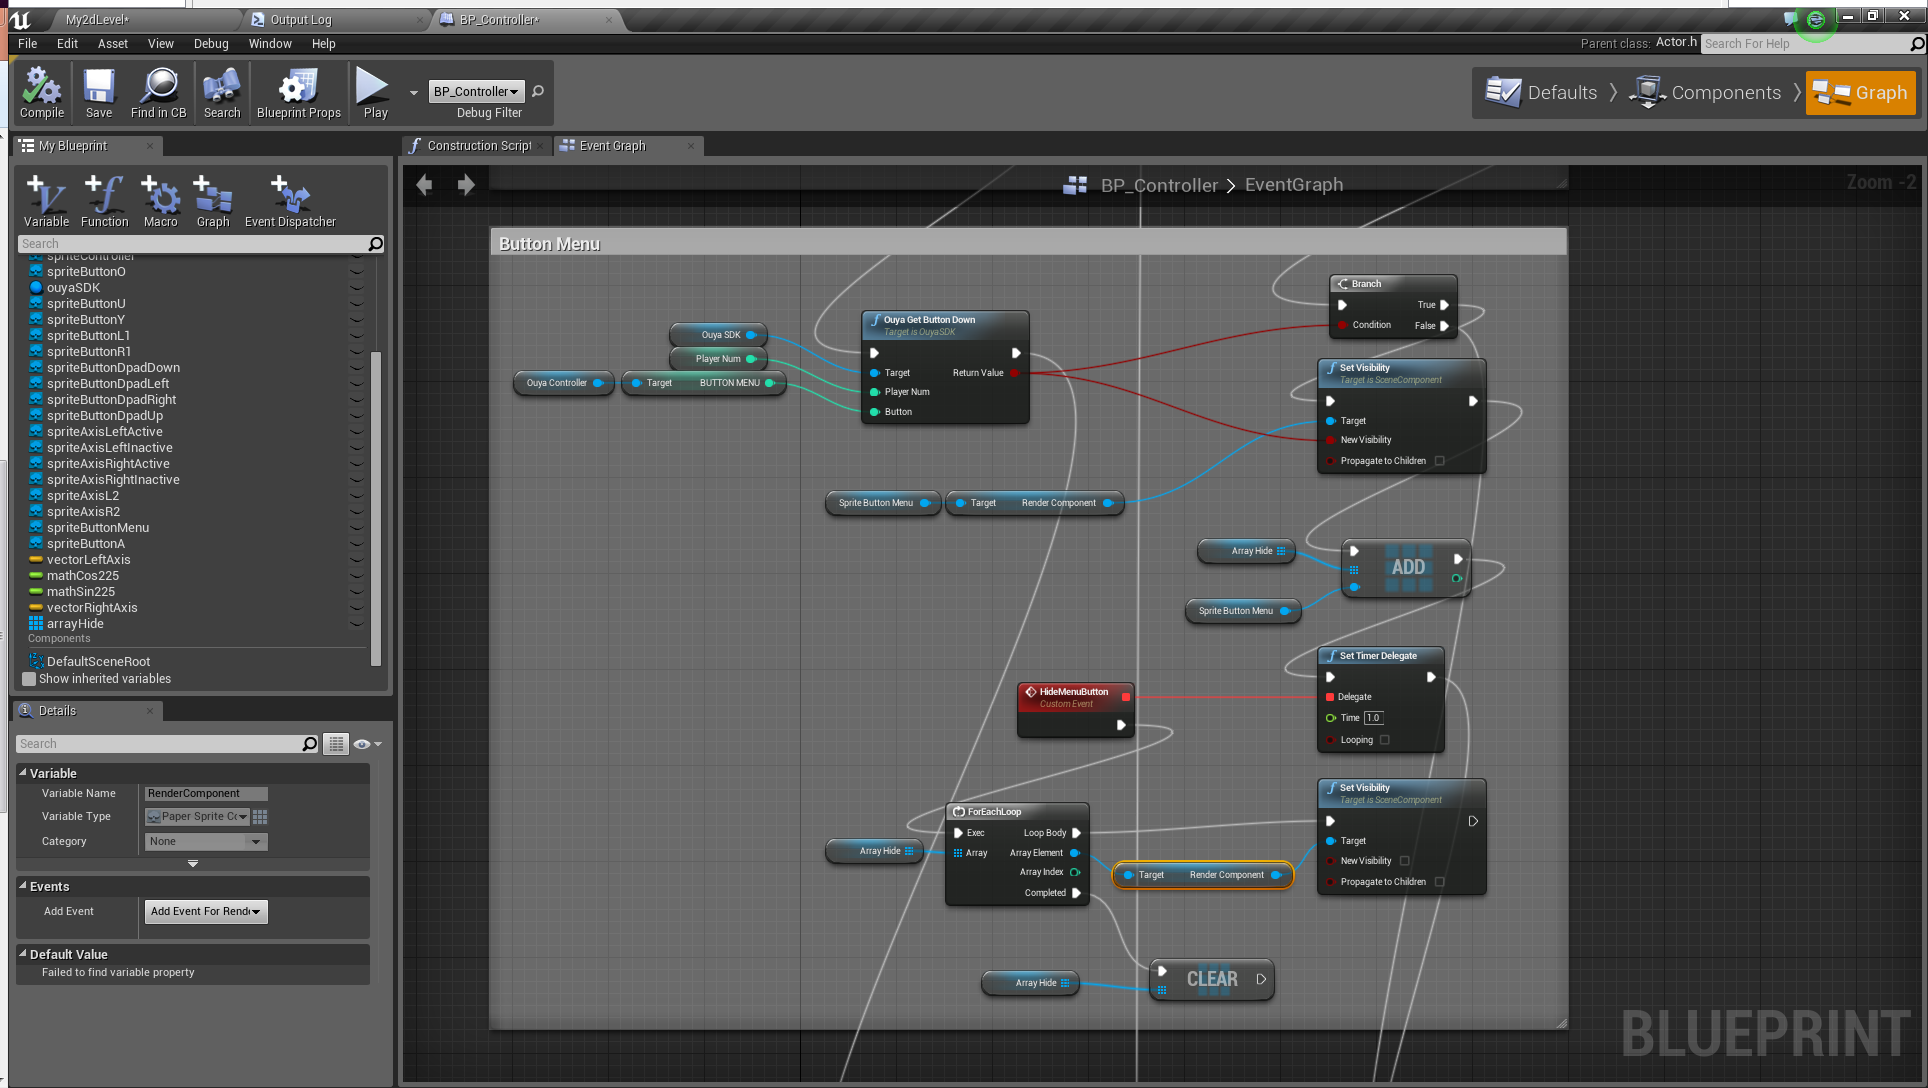 My2dLevel*
Output Log
BP_Controller*
File Edit Asset View Debug Window Help
Parent class: Actor.h
Search For Help
Compile
Save
Find in CB
Search
Blueprint Props
Play
BP_Controller
Debug Filter
Defaults
Components
Graph
My Blueprint
Construction Script
Event Graph
Variable
Function
Macro
Graph
Event Dispatcher
Search
spriteController
spriteButtonO
ouyaSDK
spriteButtonU
spriteButtonY
spriteButtonL1
spriteButtonR1
spriteButtonDpadDown
spriteButtonDpadLeft
spriteButtonDpadRight
spriteButtonDpadUp
spriteAxisLeftActive
spriteAxisLeftInactive
spriteAxisRightActive
spriteAxisRightInactive
spriteAxisL2
spriteAxisR2
spriteButtonMenu
spriteButtonA
vectorLeftAxis
mathCos225
mathSin225
vectorRightAxis
arrayHide
Components
DefaultSceneRoot
Show inherited variables
Details
Search
Variable
Variable Name RenderComponent
Variable Type Paper Sprite Co
Category None
Events
Add Event Add Event For Rende
Default Value
Failed to find variable property
BP_Controller > EventGraph
Zoom -2
Button Menu
Ouya SDK
Player Num
Ouya Controller
Target BUTTON MENU
Ouya Get Button Down
Target is OuyaSDK
Target Return Value
Player Num
Button
Branch
True
Condition False
Set Visibility
Target is SceneComponent
Target
New Visibility
Propagate to Children
Sprite Button Menu
Target Render Component
Array Hide
ADD
Sprite Button Menu
Set Timer Delegate
Delegate
Time 1.0
Looping
HideMenuButton
Custom Event
ForEachLoop
Exec Loop Body
Array Array Element
Array Index
Completed
Array Hide
Target Render Component
Set Visibility
Target is SceneComponent
Target
New Visibility
Propagate to Children
Array Hide
CLEAR
BLUEPRINT